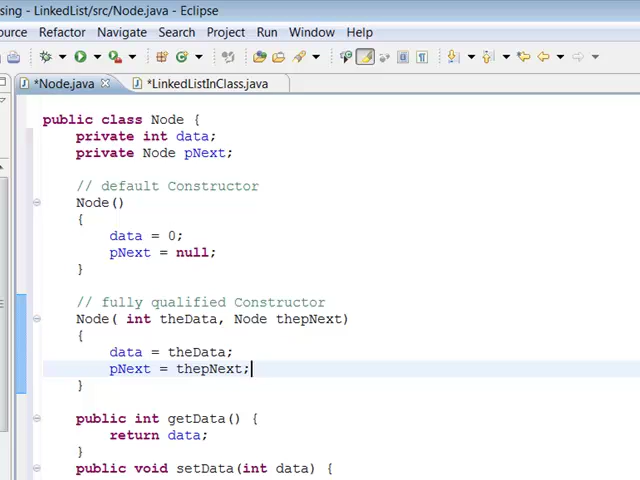 sing - LinkedList/src/Node.java - Eclipse
ource Refactor Navigate Search Project Run Window Help
*Node.java *LinkedListInClass.java
public class Node {
private int data;
private Node pNext;
// default Constructor
Node()
{
data = 0;
pNext = null;
}
// fully qualified Constructor
Node( int theData, Node thepNext)
{
data = theData;
pNext = thepNext;
}
public int getData() {
return data;
}
public void setData(int data) {